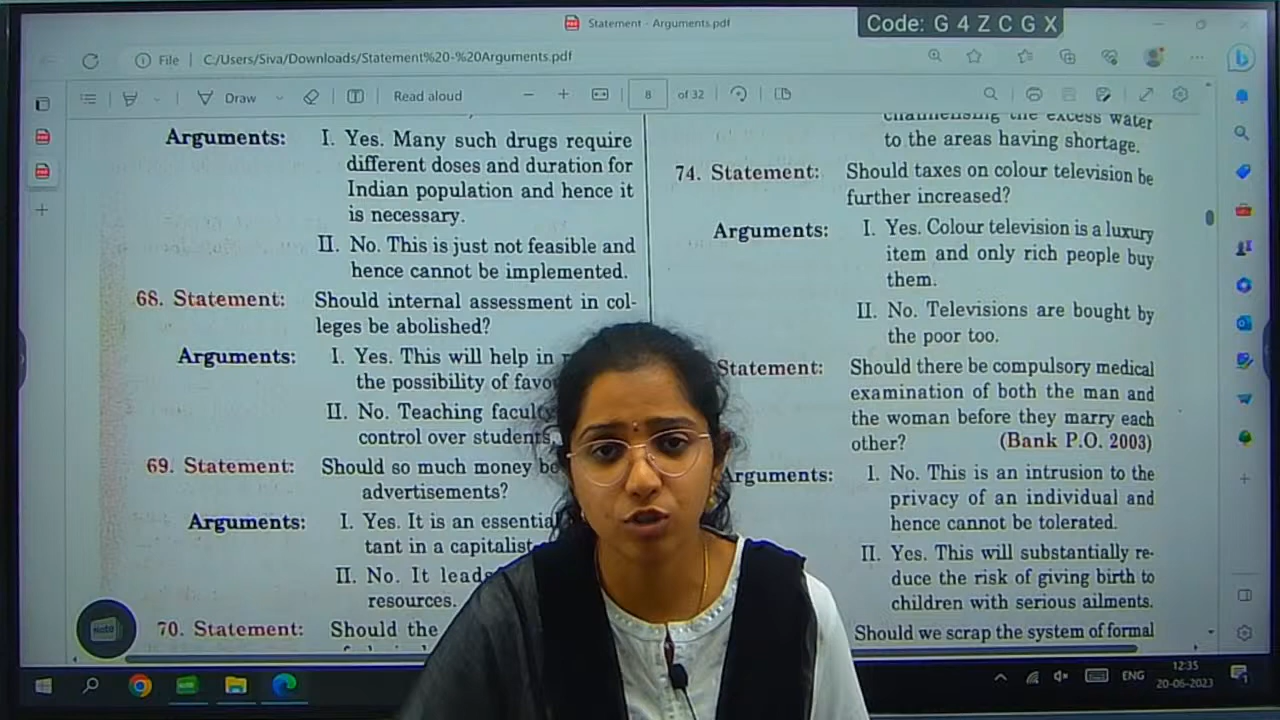 Statement - Arguments.pdf
Code: G 4 Z C G X
File
C:/Users/Siva/Downloads/Statement%20-%20Arguments.pdf
Draw
Read aloud
8
of 32
Arguments: I. Yes. Many such drugs require
different doses and duration for
Indian population and hence it
is necessary.
II. No. This is just not feasible and
hence cannot be implemented.
68. Statement: Should internal assessment in col-
leges be abolished?
Arguments: I. Yes. This will help in
the possibility of
II. No. Teaching faculty
control over students,
69. Statement: Should so much money be
advertisements?
Arguments: I. Yes. It is an
tant in a capitalist
II. No. It leads
resources.
70. Statement: Should the
channelising the excess water
to the areas having shortage.
74. Statement: Should taxes on colour television be
further increased?
Arguments: I. Yes. Colour television is a luxury
item and only rich people buy
them.
II. No. Televisions are bought by
the poor too.
Statement: Should there be compulsory medical
examination of both the man and
the woman before they marry each
other? (Bank P.O. 2003)
Arguments: I. No. This is an intrusion to the
privacy of an individual and
hence cannot be tolerated.
II. Yes. This will substantially re-
duce the risk of giving birth to
children with serious ailments.
Should we scrap the system of formal
ENG
12:35
20-06-2023